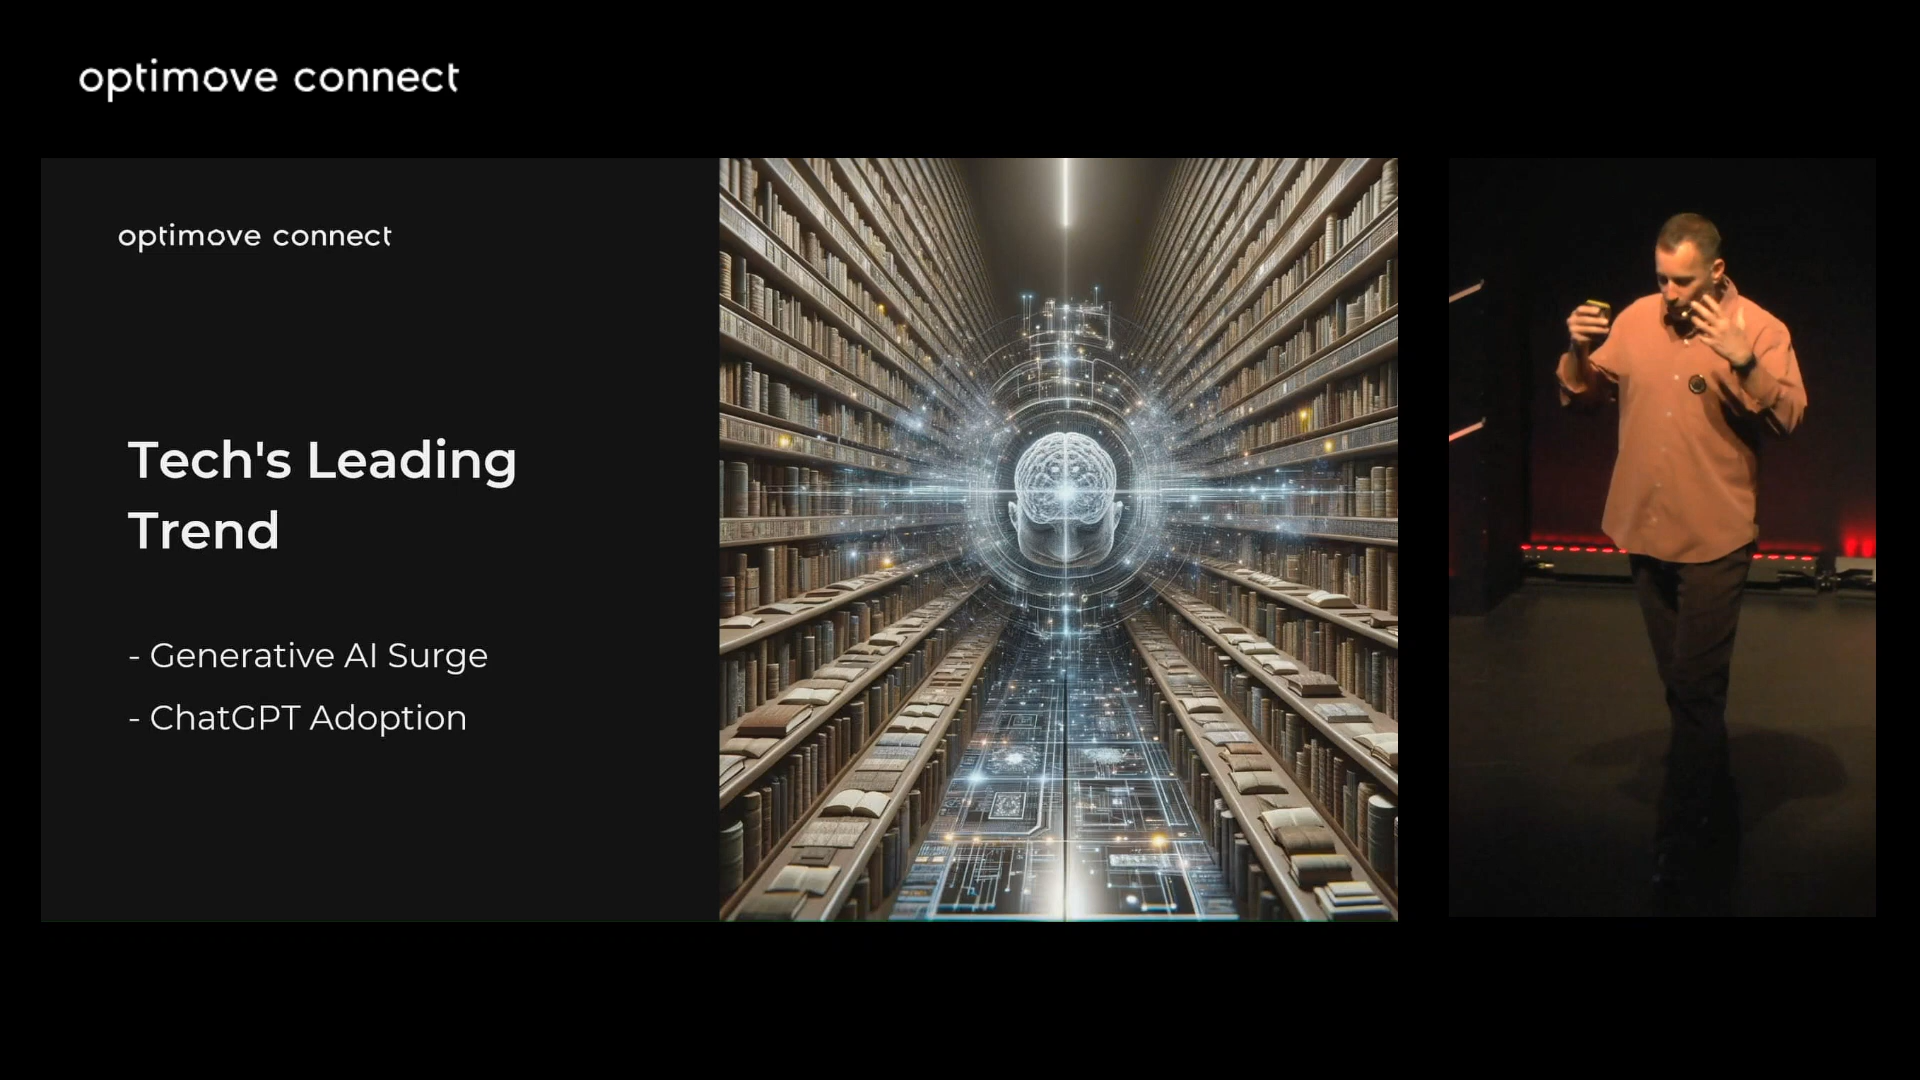 optimove connect
optimove connect
Tech's Leading
Trend
- Generative AI Surge
- ChatGPT Adoption